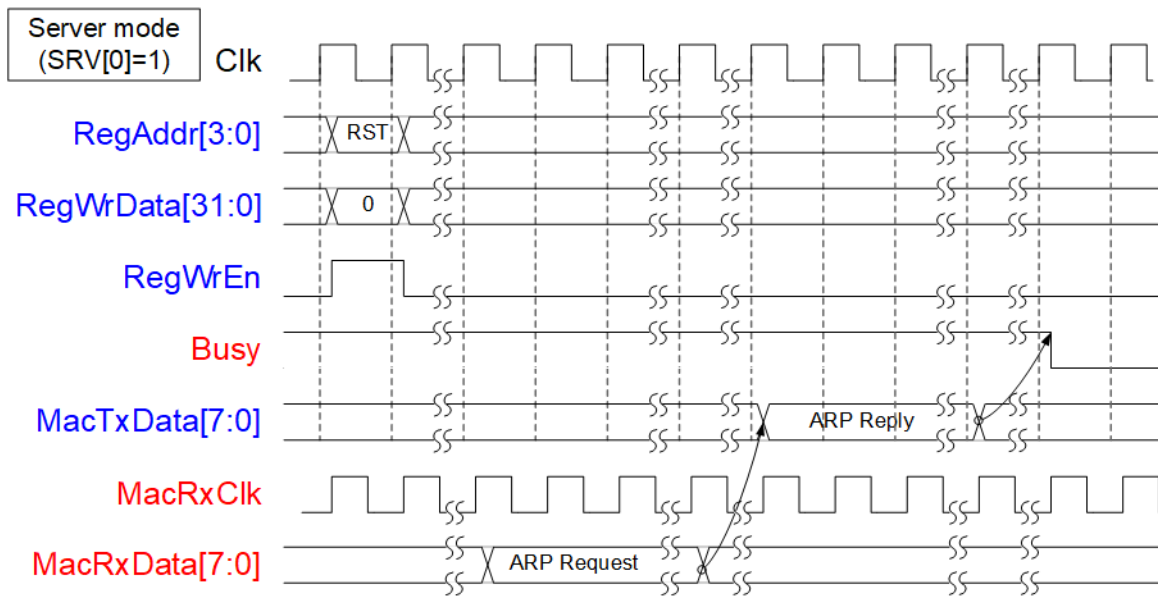 Server mode
(SRV[0]=1)
Clk
RegAddr[3:0]
RST
RegWrData[31:0]
0
RegWrEn
Busy
MacTxData[7:0]
ARP Reply
MacRxClk
MacRxData[7:0]
ARP Request